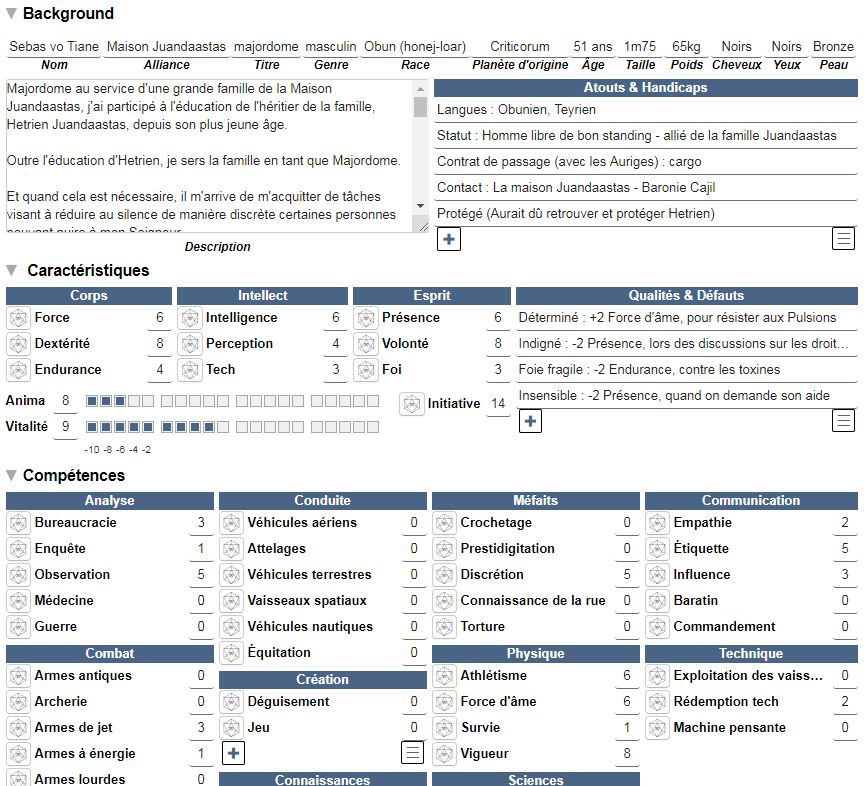 Background
Sebas vo Tiane Maison Juandaastas majordome masculin Obun (honej-loar) Criticorum 51 ans 1m75 65kg Noirs Noirs Bronze
Nom Alliance Titre Genre Race Planète d'origine Âge Taille Poids Cheveux Yeux Peau
Majordome au service d'une grande famille de la Maison
Juandaastas, j'ai participé à l'éducation de l'héritier de la famille,
Hetrien Juandaastas, depuis son plus jeune âge.
Outre l'éducation d'Hetrien, je sers la famille en tant que Majordome.
Et quand cela est nécessaire, il m'arrive de m'acquitter de tâches
visant à réduire au silence de manière discrète certaines personnes
pouvant nuire à mon Seigneur
Description
Atouts & Handicaps
Langues : Obunien, Teyrien
Statut : Homme libre de bon standing - allié de la famille Juandaastas
Contrat de passage (avec les Auriges) : cargo
Contact : La maison Juandaastas - Baronie Cajil
Protégé (Aurait dû retrouver et protéger Hetrien)
Caractéristiques
Corps
Force 6
Dextérité 8
Endurance 4
Intellect
Intelligence 6
Perception 4
Tech 3
Esprit
Présence 6
Volonté 8
Foi 3
Qualités & Défauts
Déterminé : +2 Force d'âme, pour résister aux Pulsions
Indigné : -2 Présence, lors des discussions sur les droit...
Foie fragile : -2 Endurance, contre les toxines
Insensible : -2 Présence, quand on demande son aide
Anima 8
Vitalité 9
-10 -8 -6 -4 -2
Initiative 14
Compétences
Analyse
Bureaucracie 3
Enquête 1
Observation 5
Médecine 0
Guerre 0
Combat
Armes antiques 0
Archerie 0
Armes de jet 3
Armes à énergie 1
Armes lourdes 0
Conduite
Véhicules aériens 0
Attelages 0
Véhicules terrestres 0
Vaisseaux spatiaux 0
Véhicules nautiques 0
Équitation 0
Création
Déguisement 0
Jeu 0
Connaissances
Méfaits
Crochetage 0
Prestidigitation 0
Discrétion 5
Connaissance de la rue 0
Torture 0
Physique
Athlétisme 6
Force d'âme 6
Survie 1
Vigueur 8
Sciences
Communication
Empathie 2
Étiquette 5
Influence 3
Baratin 0
Commandement 0
Technique
Exploitation des vaiss... 0
Rédemption tech 2
Machine pensante 0